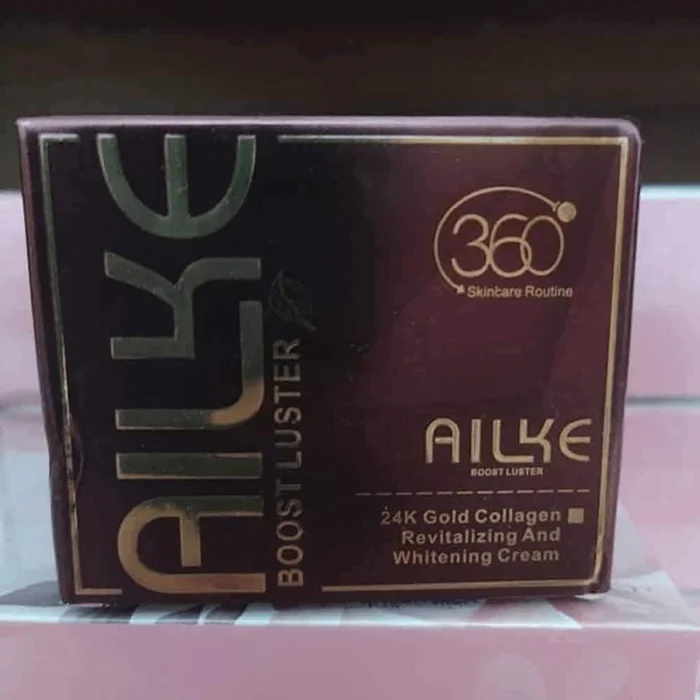 AILKE
BOOST LUSTER
360°
Skincare Routine
AILKE
BOOST LUSTER
24K Gold Collagen
Revitalizing And
Whitening Cream